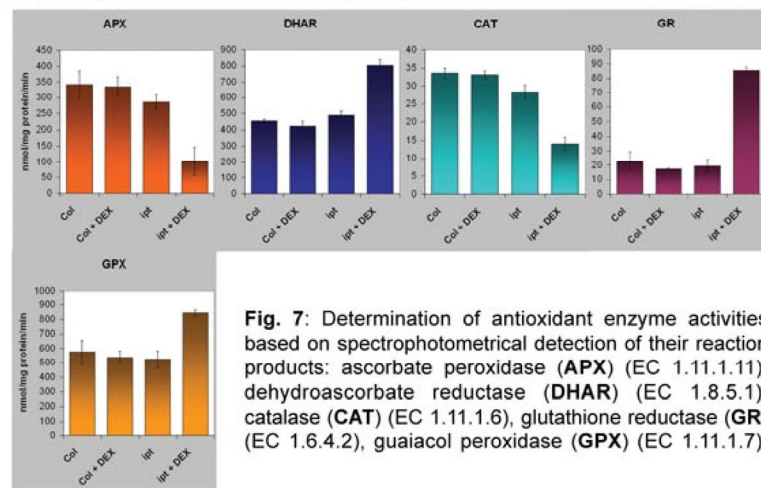 APX
DHAR
CAT
GR
nmol/mg protein/min
450
400
350
300
250
200
150
100
50
0
Col
Col + DEX
ipt
ipt + DEX
900
800
700
600
500
400
300
200
100
0
Col
Col + DEX
ipt
ipt + DEX
40
35
30
25
20
15
10
5
0
Col
Col + DEX
ipt
ipt + DEX
100
90
80
70
60
50
40
30
20
10
0
Col
Col + DEX
ipt
ipt + DEX
GPX
nmol/mg protein/min
1000
900
800
700
600
500
400
300
200
100
0
Col
Col + DEX
ipt
ipt + DEX
Fig. 7: Determination of antioxidant enzyme activities
based on spectrophotometrical detection of their reaction
products: ascorbate peroxidase (APX) (EC 1.11.1.11)
dehydroascorbate reductase (DHAR) (EC 1.8.5.1)
catalase (CAT) (EC 1.11.1.6), glutathione reductase (GR
(EC 1.6.4.2), guaiacol peroxidase (GPX) (EC 1.11.1.7)